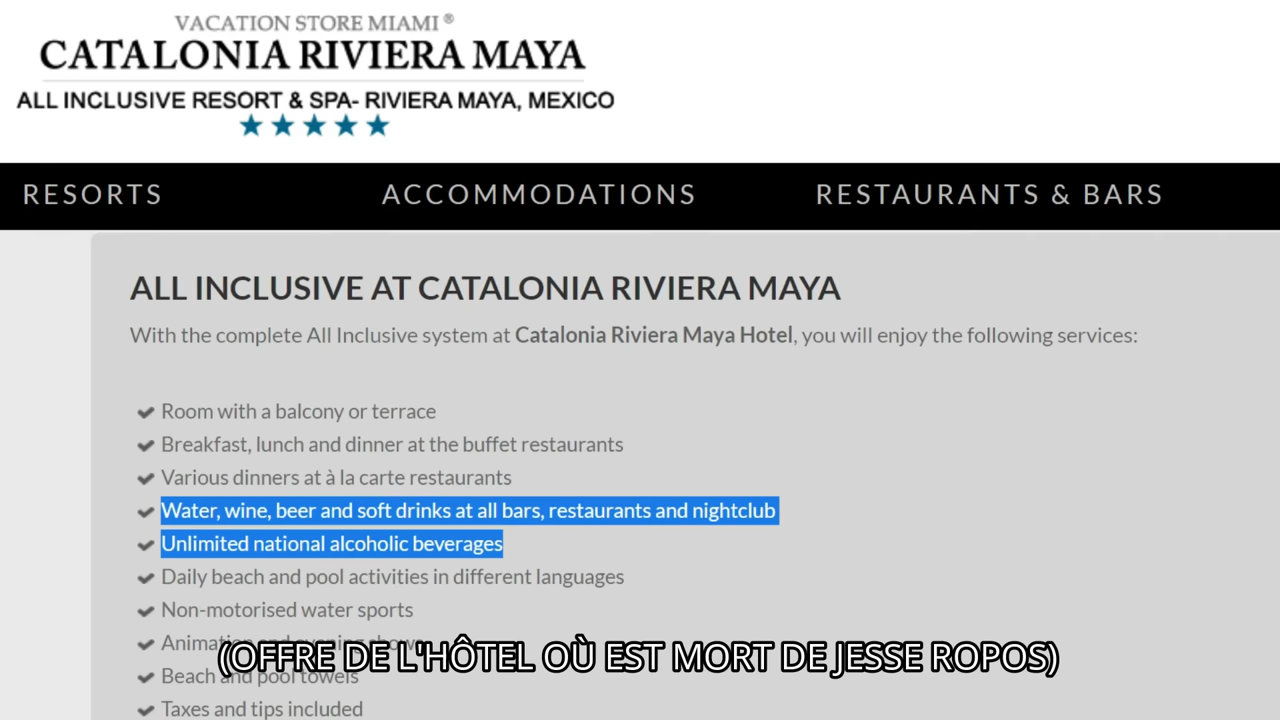 VACATION STORE MIAMI ®
CATALONIA RIVIERA MAYA
ALL INCLUSIVE RESORT & SPA- RIVIERA MAYA, MEXICO
RESORTS ACCOMMODATIONS RESTAURANTS & BARS
ALL INCLUSIVE AT CATALONIA RIVIERA MAYA
With the complete All Inclusive system at Catalonia Riviera Maya Hotel, you will enjoy the following services:
Room with a balcony or terrace
Breakfast, lunch and dinner at the buffet restaurants
Various dinners at à la carte restaurants
Water, wine, beer and soft drinks at all bars, restaurants and nightclub
Unlimited national alcoholic beverages
Daily beach and pool activities in different languages
Non-motorised water sports
Animation and evening shows
(OFFRE DE L'HÔTEL OÙ EST MORT DE JESSE ROPOS)
Beach and pool towels
Taxes and tips included